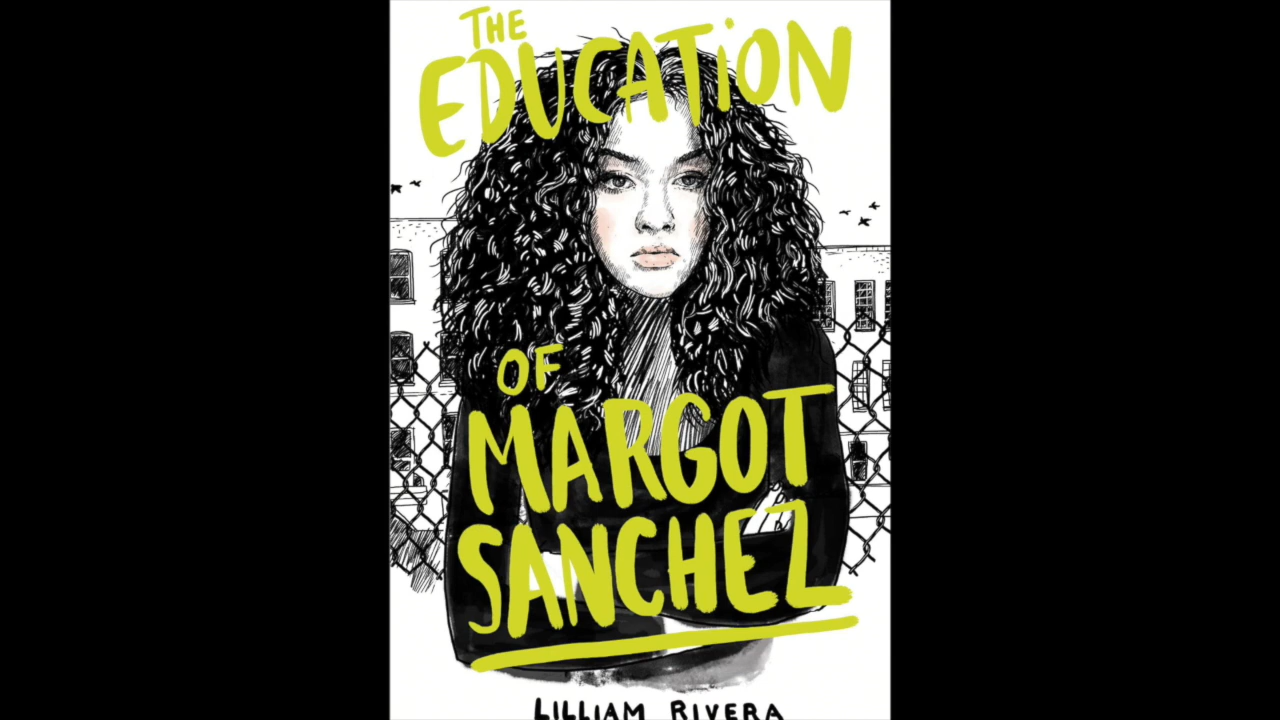 THE
EDUCATION
OF
MARGOT
SANCHEZ
LILLIAM RIVERA